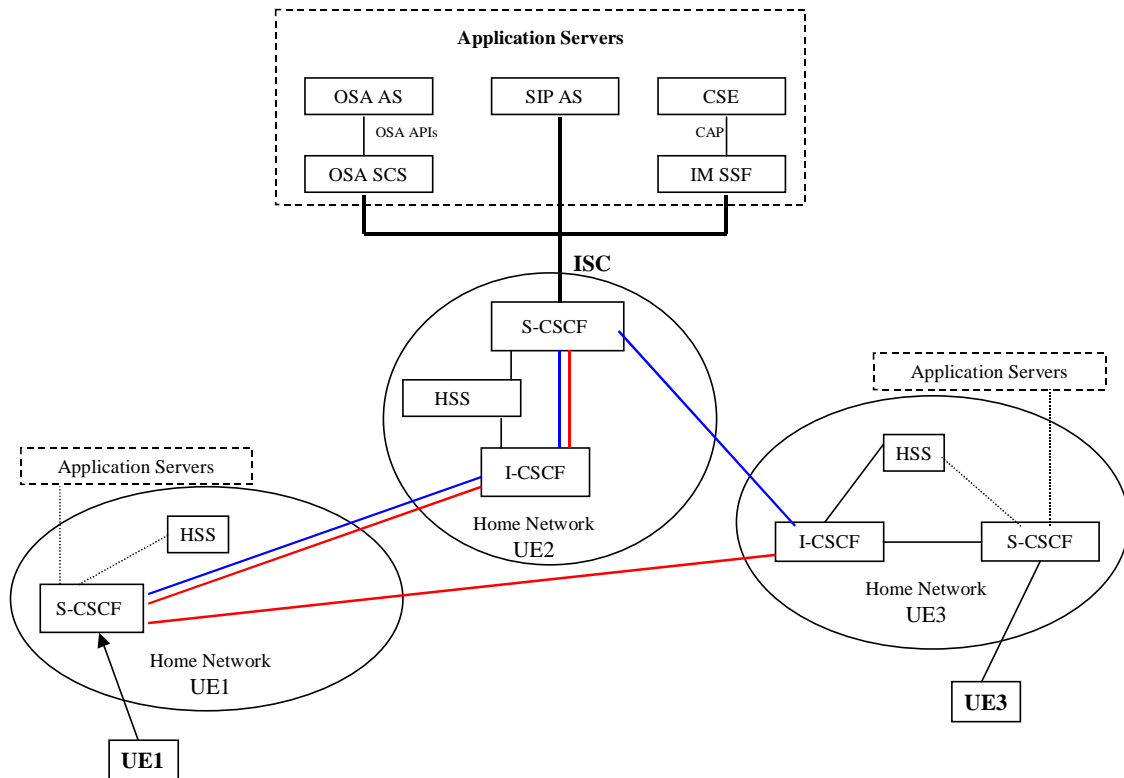 Application Servers
OSA AS
SIP AS
CSE
OSA APIs
CAP
OSA SCS
IM SSF
ISC
S-CSCF
HSS
I-CSCF
Home Network
UE2
Application Servers
HSS
I-CSCF
S-CSCF
Home Network
UE3
UE3
Application Servers
HSS
S-CSCF
Home Network
UE1
UE1